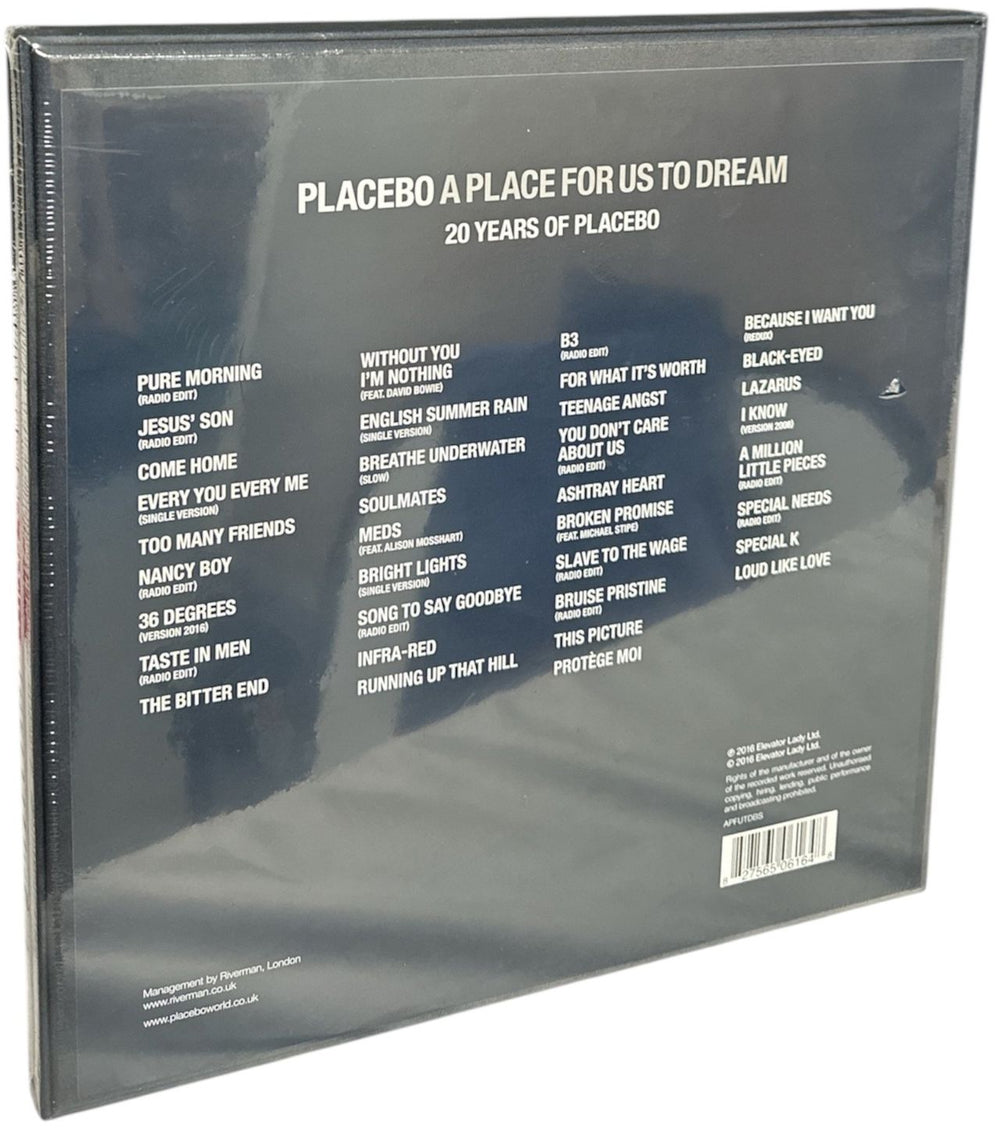 PLACEBO A PLACE FOR US TO DREAM
20 YEARS OF PLACEBO
PURE MORNING
(RADIO EDIT)
JESUS' SON
(RADIO EDIT)
COME HOME
EVERY YOU EVERY ME
(SINGLE VERSION)
TOO MANY FRIENDS
NANCY BOY
(RADIO EDIT)
36 DEGREES
(VERSION 2016)
TASTE IN MEN
(RADIO EDIT)
THE BITTER END
WITHOUT YOU
I'M NOTHING
(FEAT. DAVID BOWIE)
ENGLISH SUMMER RAIN
(SINGLE VERSION)
BREATHE UNDERWATER
(SLOW)
SOULMATES
MEDS
(FEAT. ALISON MOSSHART)
BRIGHT LIGHTS
(SINGLE VERSION)
SONG TO SAY GOODBYE
(RADIO EDIT)
INFRA-RED
RUNNING UP THAT HILL
B3
(RADIO EDIT)
FOR WHAT IT'S WORTH
TEENAGE ANGST
YOU DON'T CARE
ABOUT US
(RADIO EDIT)
ASHTRAY HEART
BROKEN PROMISE
(FEAT. MICHAEL STIPE)
SLAVE TO THE WAGE
(RADIO EDIT)
BRUISE PRISTINE
(RADIO EDIT)
THIS PICTURE
PROTÈGE MOI
BECAUSE I WANT YOU
(REDUX)
BLACK-EYED
LAZARUS
I KNOW
(VERSION 2008)
A MILLION
LITTLE PIECES
(RADIO EDIT)
SPECIAL NEEDS
(RADIO EDIT)
SPECIAL K
LOUD LIKE LOVE
℗ 2016 Elevator Lady Ltd.
© 2016 Elevator Lady Ltd.
Rights of the manufacturer and of the owner
of the recorded work reserved. Unauthorised
copying, hiring, lending, public performance
and broadcasting prohibited.
APFUTDBS
8 27565 06164 8
Management by Riverman, London
www.riverman.co.uk
www.placeboworld.co.uk